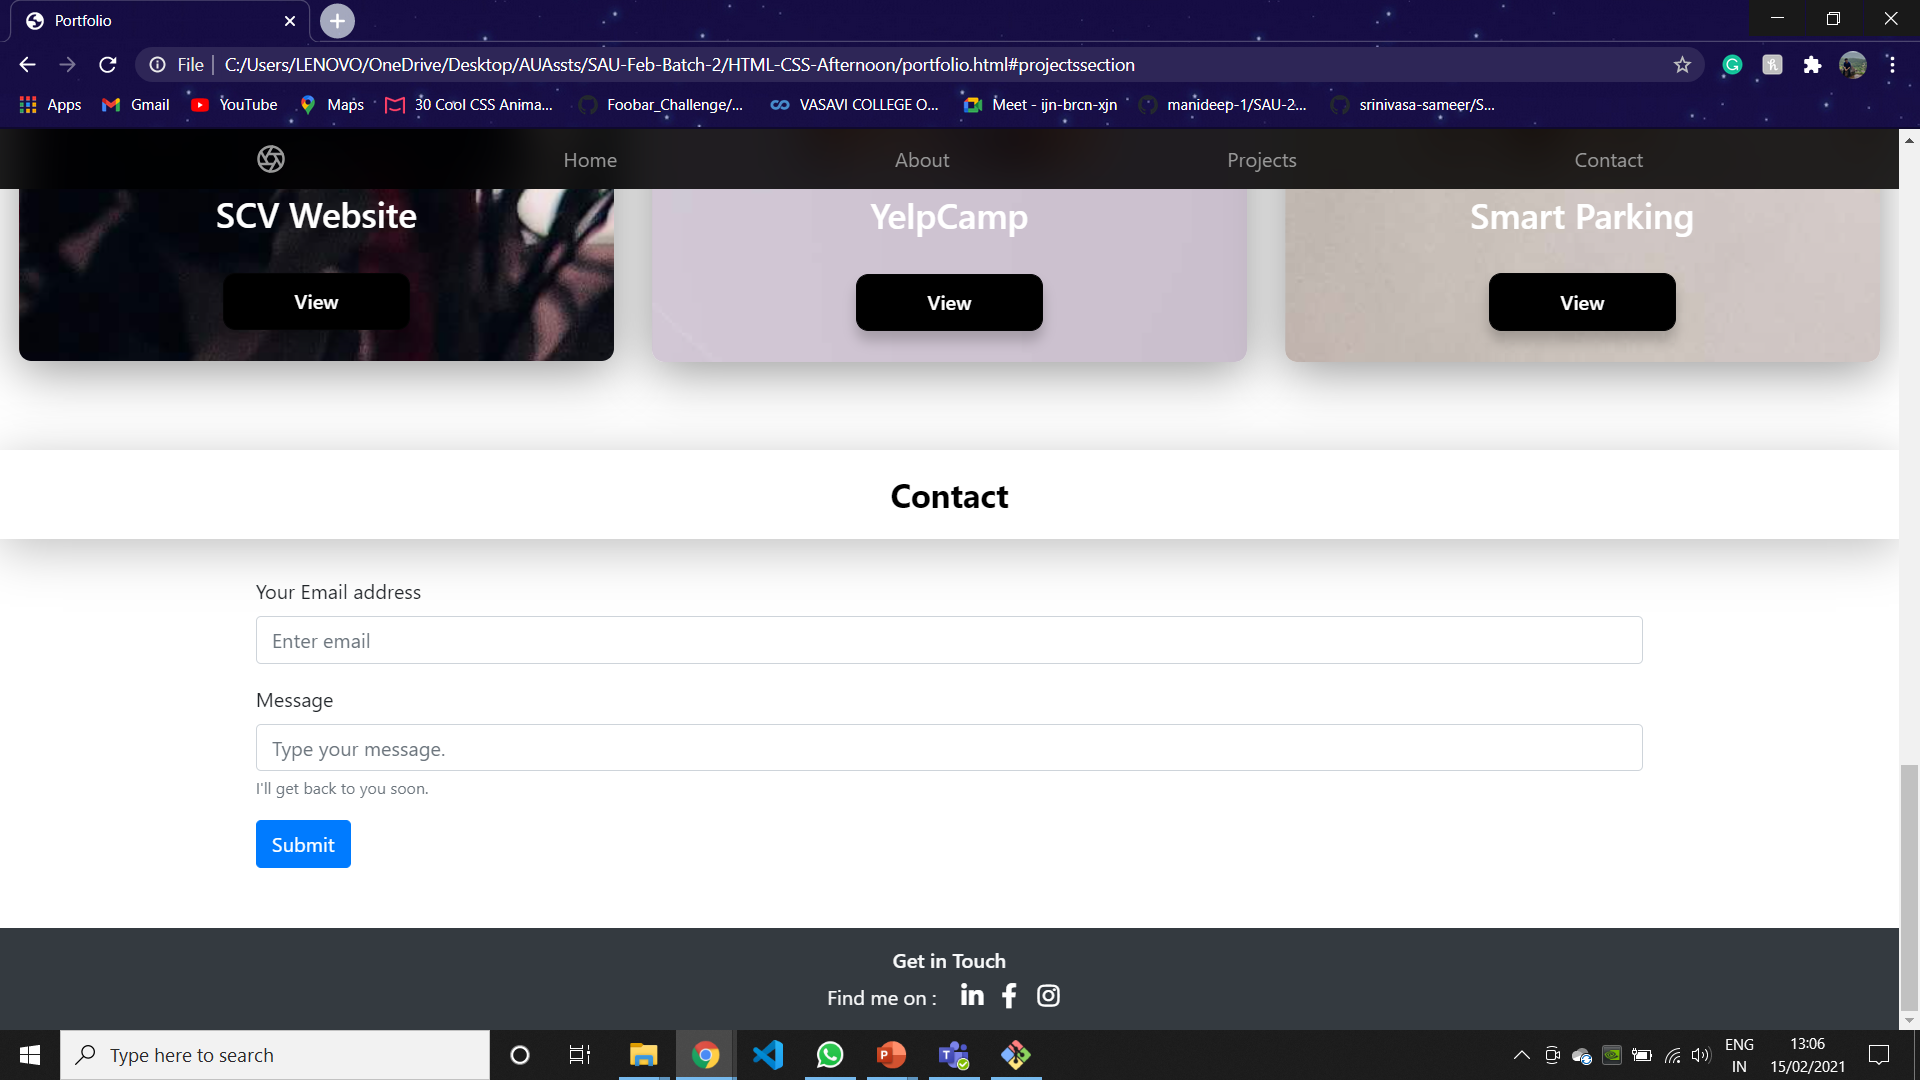 Portfolio
File
C:/Users/LENOVO/OneDrive/Desktop/AUAssts/SAU-Feb-Batch-2/HTML-CSS-Afternoon/portfolio.html#projectssection
Apps Gmail YouTube Maps 30 Cool CSS Anima... Foobar_Challenge/... VASAVI COLLEGE O... Meet - ijn-brcn-xjn manideep-1/SAU-2... srinivasa-sameer/S...
Home About Projects Contact
SCV Website YelpCamp Smart Parking
View View View
Contact
Your Email address
Enter email
Message
Type your message.
I'll get back to you soon.
Submit
Get in Touch
Find me on :
Type here to search
ENG
IN
13:06
15/02/2021